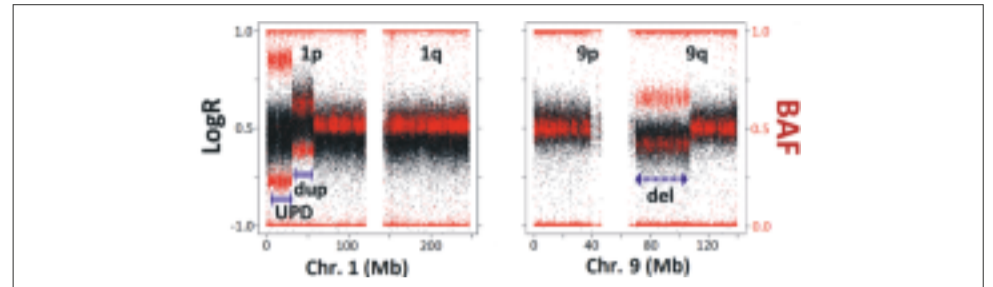 1.0 1p 1q 9p 9q 1.0
LogR 0.5 0.5 BAF
dup del
UPD
-1.0 0.0
0 100 200 0 40 80 120
Chr. 1 (Mb) Chr. 9 (Mb)